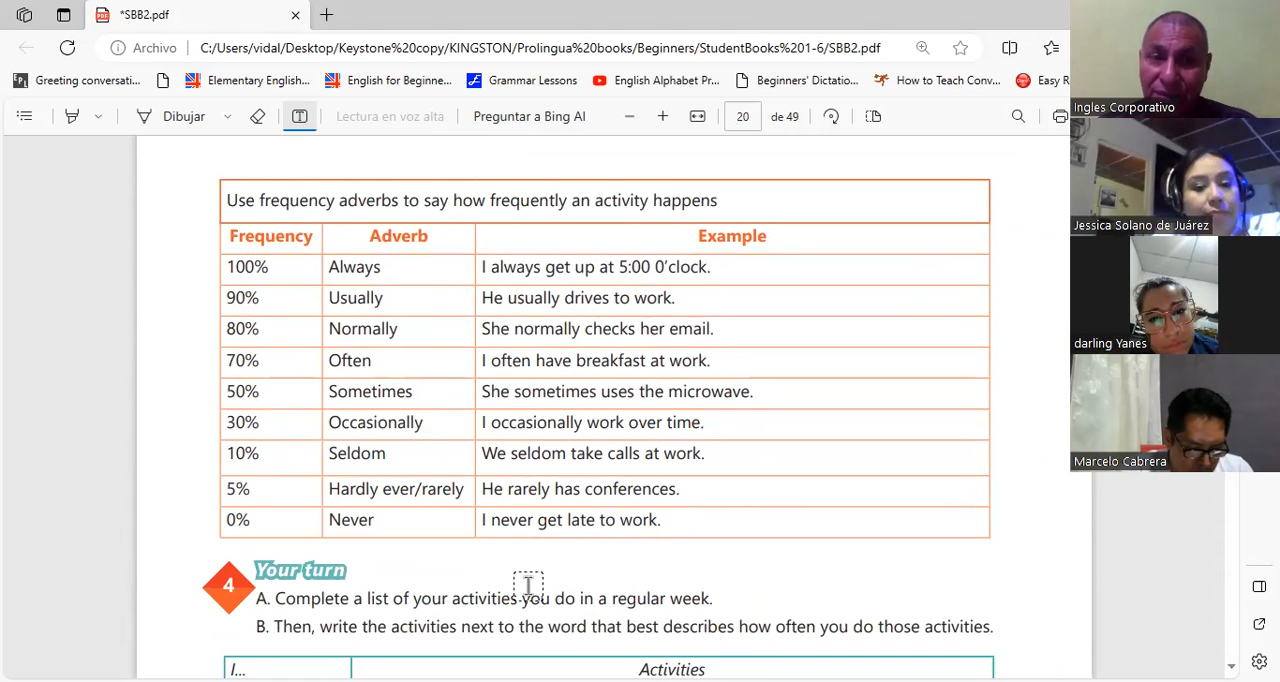 *SBB2.pdf
Archivo C:/Users/vidal/Desktop/Keystone%20copy/KINGSTON/Prolingua%20books/Beginners/StudentBooks%201-6/SBB2.pdf
Greeting conversati... Elementary English... English for Beginne... Grammar Lessons English Alphabet Pr... Beginners' Dictatio... How to Teach Conv... Easy R
Dibujar Lectura en voz alta Preguntar a Bing AI 20 de 49
Use frequency adverbs to say how frequently an activity happens
Frequency Adverb Example
100% Always I always get up at 5:00 0'clock.
90% Usually He usually drives to work.
80% Normally She normally checks her email.
70% Often I often have breakfast at work.
50% Sometimes She sometimes uses the microwave.
30% Occasionally I occasionally work over time.
10% Seldom We seldom take calls at work.
5% Hardly ever/rarely He rarely has conferences.
0% Never I never get late to work.
4 Your turn
A. Complete a list of your activities you do in a regular week.
B. Then, write the activities next to the word that best describes how often you do those activities.
I... Activities
Ingles Corporativo
Jessica Solano de Juárez
darling Yanes
Marcelo Cabrera